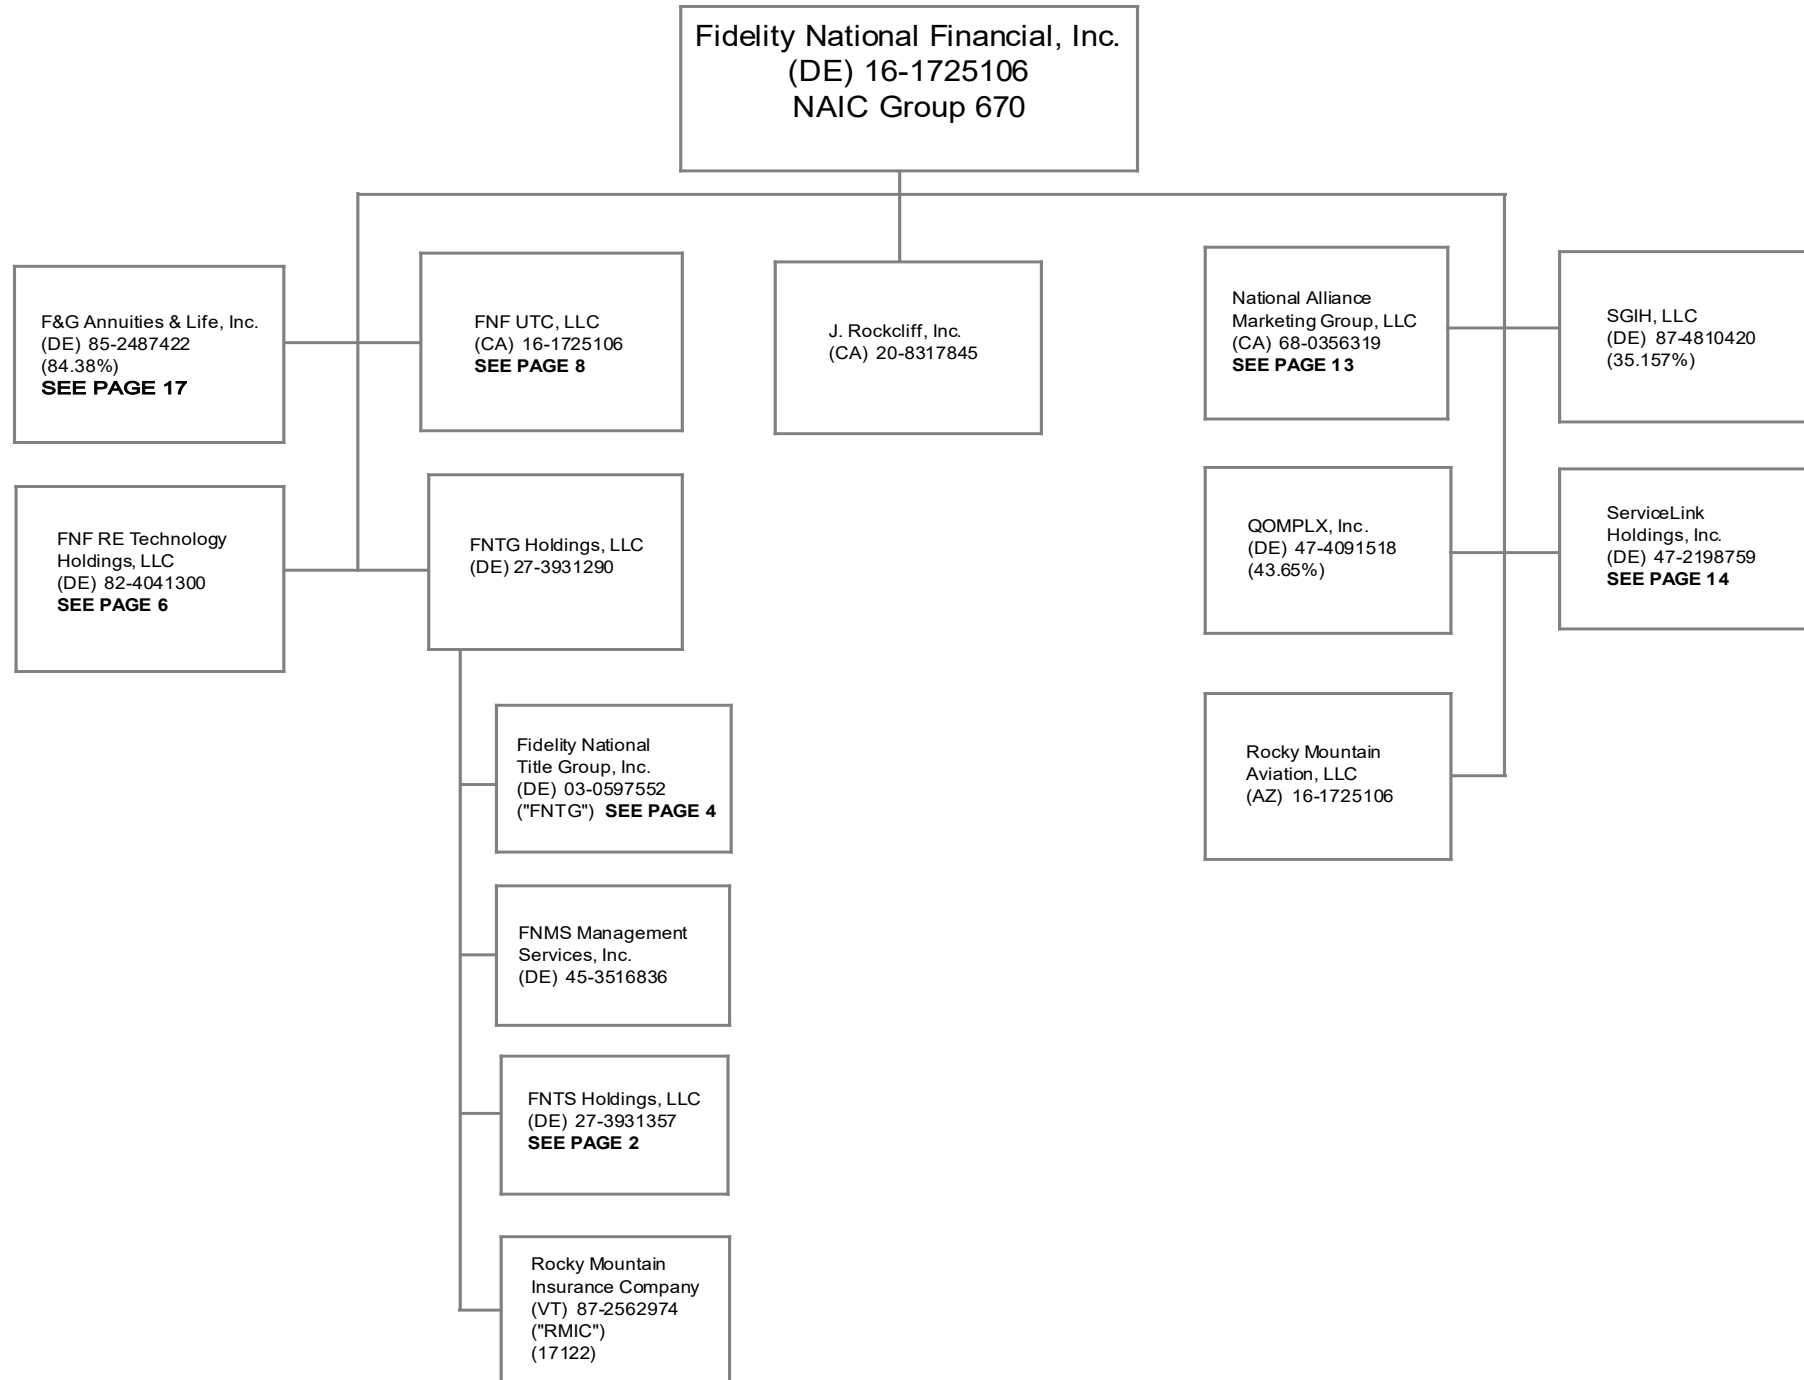 Fidelity National Financial, Inc.
(DE) 16-1725106
NAIC Group 670
F&G Annuities & Life, Inc.
(DE) 85-2487422
(84.38%)
SEE PAGE 17
FNF UTC, LLC
(CA) 16-1725106
SEE PAGE 8
J. Rockcliff, Inc.
(CA) 20-8317845
National Alliance
Marketing Group, LLC
(CA) 68-0356319
SEE PAGE 13
SGIH, LLC
(DE) 87-4810420
(35.157%)
FNF RE Technology
Holdings, LLC
(DE) 82-4041300
SEE PAGE 6
FNTG Holdings, LLC
(DE) 27-3931290
QOMPLX, Inc.
(DE) 47-4091518
(43.65%)
ServiceLink
Holdings, Inc.
(DE) 47-2198759
SEE PAGE 14
Fidelity National
Title Group, Inc.
(DE) 03-0597552
("FNTG") SEE PAGE 4
Rocky Mountain
Aviation, LLC
(AZ) 16-1725106
FNMS Management
Services, Inc.
(DE) 45-3516836
FNTS Holdings, LLC
(DE) 27-3931357
SEE PAGE 2
Rocky Mountain
Insurance Company
(VT) 87-2562974
("RMIC")
(17122)